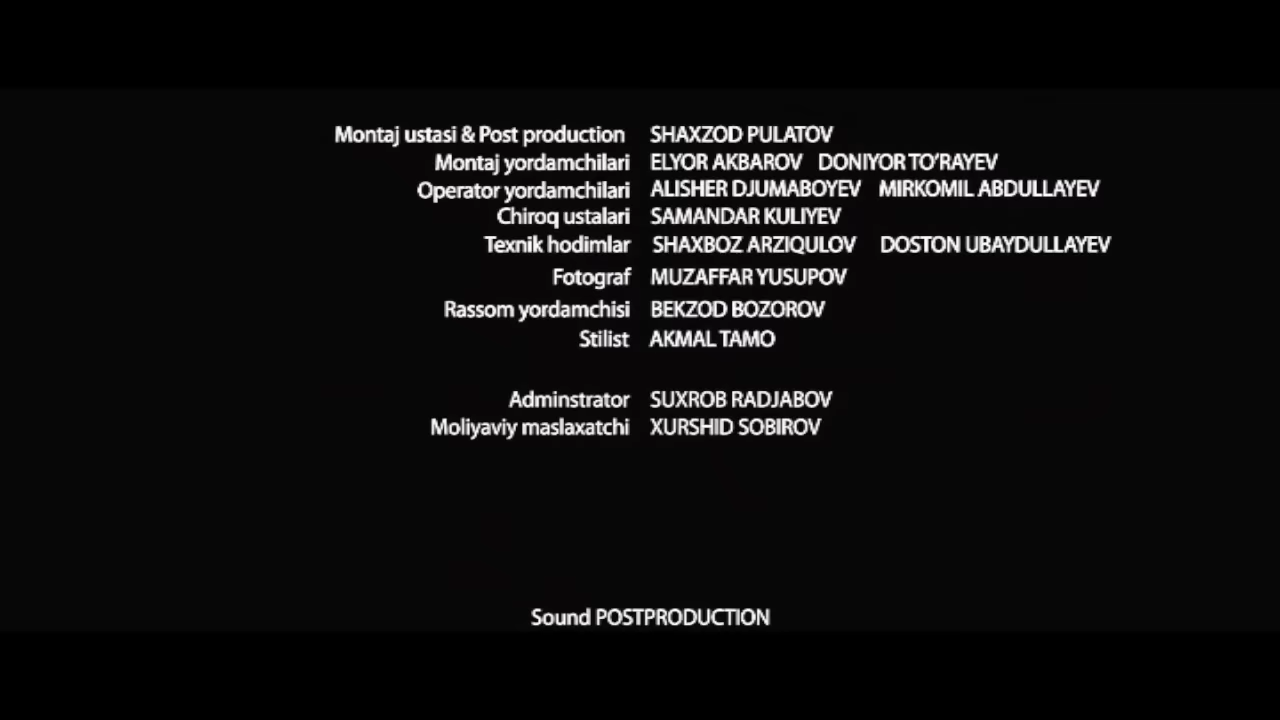 Montaj ustasi & Post production SHAXZOD PULATOV
Montaj yordamchilari ELYOR AKBAROV DONIYOR TO'RAYEV
Operator yordamchilari ALISHER DJUMABOYEV MIRKOMIL ABDULLAYEV
Chiroq ustalari SAMANDAR KULIYEV
Texnik hodimlar SHAXBOZ ARZIQULOV DOSTON UBAYDULLAYEV
Fotograf MUZAFFAR YUSUPOV
Rassom yordamchisi BEKZOD BOZOROV
Stilist AKMAL TAMO
Adminstrator SUXROB RADJABOV
Moliyaviy maslaxatchi XURSHID SOBIROV
Sound POSTPRODUCTION